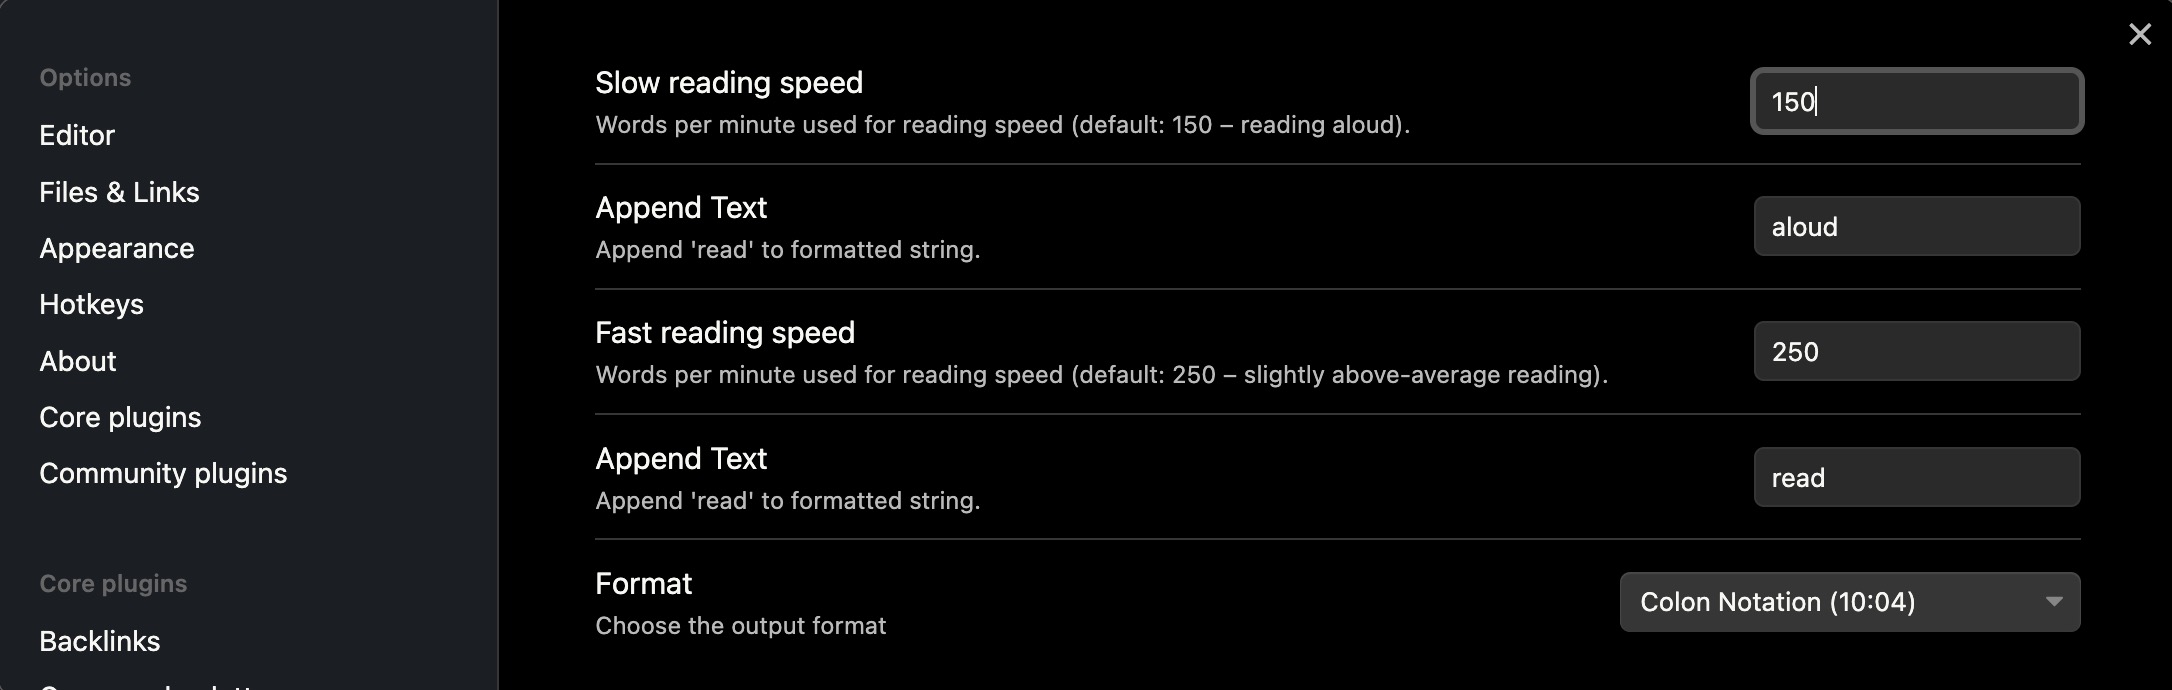 Options
Editor
Files & Links
Appearance
Hotkeys
About
Core plugins
Community plugins
Core plugins
Backlinks
Slow reading speed
Words per minute used for reading speed (default: 150 – reading aloud).
150
Append Text
Append 'read' to formatted string.
aloud
Fast reading speed
Words per minute used for reading speed (default: 250 – slightly above-average reading).
250
Append Text
Append 'read' to formatted string.
read
Format
Choose the output format
Colon Notation (10:04)